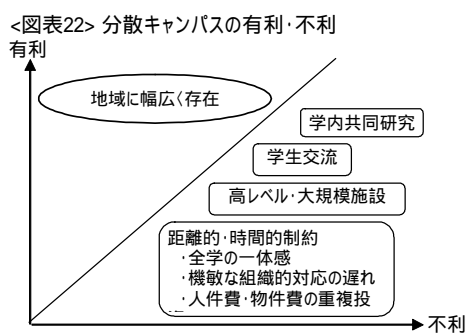 <図表22> 分散キャンパスの有利・不利
有利
地域に幅広く存在
学内共同研究
学生交流
高レベル・大規模施設
距離的・時間的制約
・全学の一体感
・機敏な組織的対応の遅れ
・人件費・物件費の重複投
不利